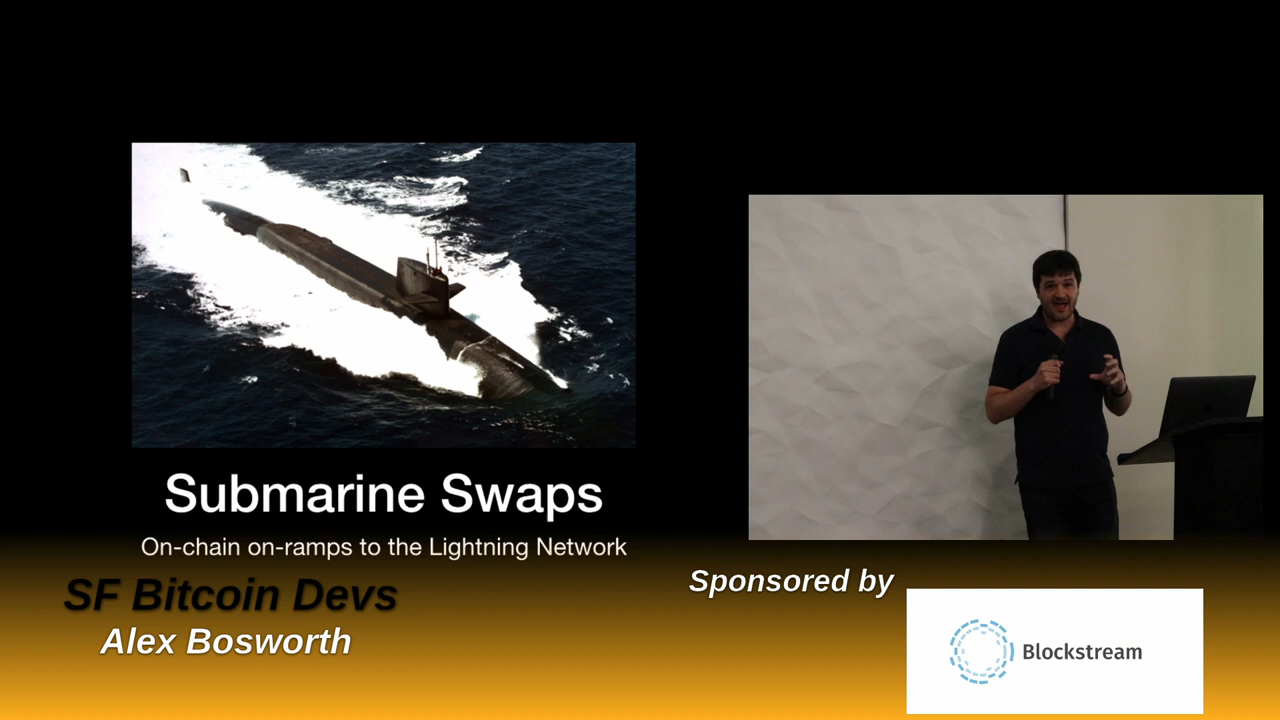 Submarine Swaps
On-chain on-ramps to the Lightning Network
SF Bitcoin Devs
Alex Bosworth
Sponsored by
Blockstream